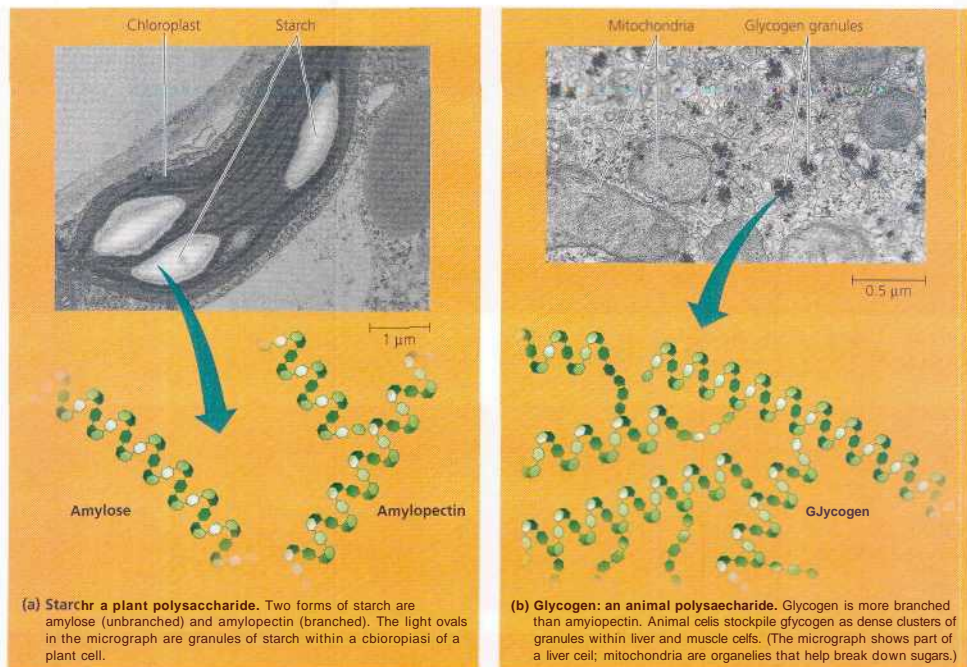 Chloroplast Starch
1 µm
Amylose
Amylopectin
(a) Starchr a plant polysaccharide. Two forms of starch are
amylose (unbranched) and amylopectin (branched). The light ovals
in the micrograph are granules of starch within a cbioropiasi of a
plant cell.
Mitochondria Glycogen granules
0.5 µm
GJycogen
(b) Glycogen: an animal polysaecharide. Glycogen is more branched
than amyiopectin. Animal celis stockpile gfycogen as dense clusters of
granules within liver and muscle celfs. (The micrograph shows part of
a liver ceil; mitochondria are organelies that help break down sugars.)